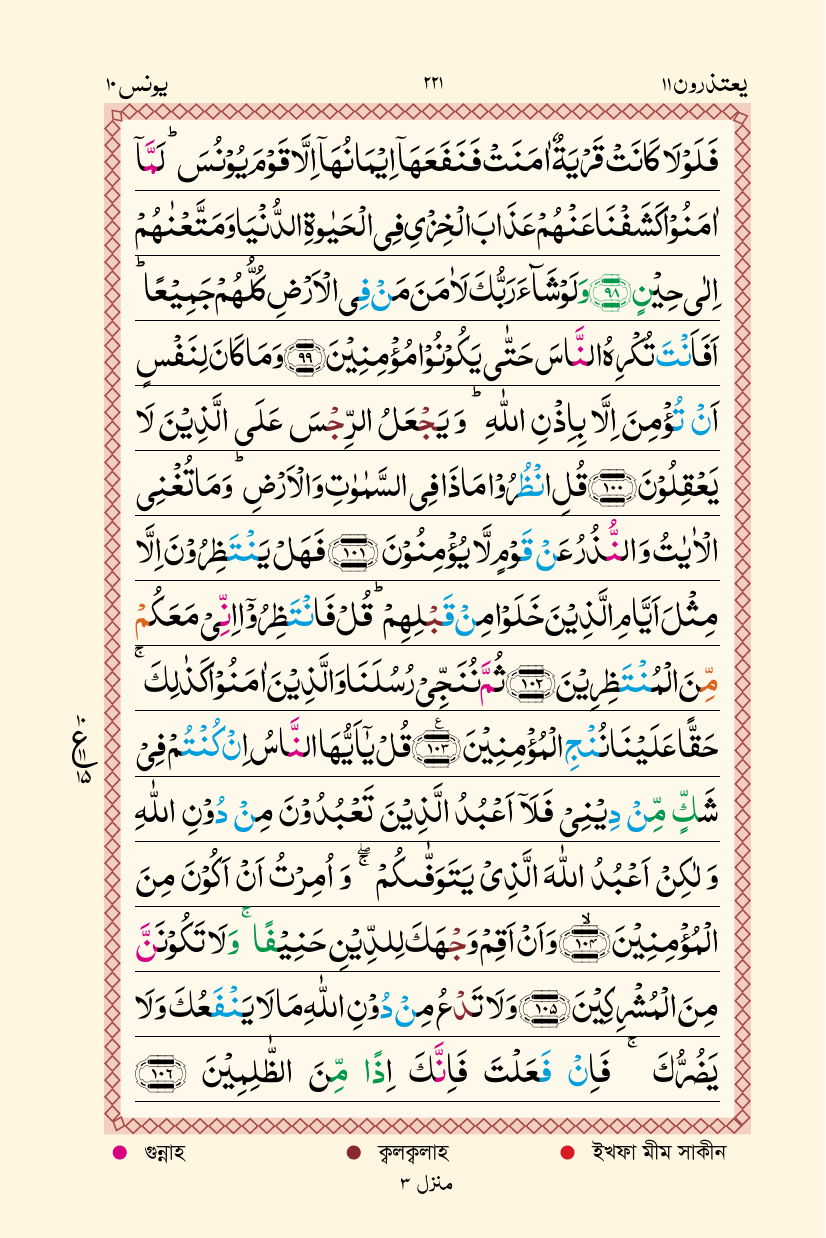 يعتذرون ١١ ٢٢١ يونس ١٠
فَلَوْلَا كَانَتْ قَرْيَةٌ اٰمَنَتْ فَنَفَعَهَاۤ اِيْمَانُهَاۤ اِلَّا قَوْمَ يُوْنُسَ ؕ لَمَّاۤ
اٰمَنُوْا كَشَفْنَا عَنْهُمْ عَذَابَ الْخِزْيِ فِى الْحَيٰوةِ الدُّنْيَا وَمَتَّعْنٰهُمْ
اِلٰى حِيْنٍ ﴿٩٨﴾ وَلَوْ شَآءَ رَبُّكَ لَاٰمَنَ مَنْ فِى الْاَرْضِ كُلُّهُمْ جَمِيْعًا ؕ
اَفَاَنْتَ تُكْرِهُ النَّاسَ حَتّٰى يَكُوْنُوْا مُؤْمِنِيْنَ ﴿٩٩﴾ وَمَا كَانَ لِنَفْسٍ
اَنْ تُؤْمِنَ اِلَّا بِاِذْنِ اللّٰهِ ؕ وَ يَجْعَلُ الرِّجْسَ عَلَى الَّذِيْنَ لَا
يَعْقِلُوْنَ ﴿١٠٠﴾ قُلِ انْظُرُوْا مَاذَا فِى السَّمٰوٰتِ وَالْاَرْضِ ؕ وَمَا تُغْنِى
الْاٰيٰتُ وَالنُّذُرُ عَنْ قَوْمٍ لَّا يُؤْمِنُوْنَ ﴿١٠١﴾ فَهَلْ يَنْتَظِرُوْنَ اِلَّا
مِثْلَ اَيَّامِ الَّذِيْنَ خَلَوْا مِنْ قَبْلِهِمْ ؕ قُلْ فَانْتَظِرُوْۤا اِنِّىْ مَعَكُمْ
مِّنَ الْمُنْتَظِرِيْنَ ﴿١٠٢﴾ ثُمَّ نُنَجِّىْ رُسُلَنَا وَالَّذِيْنَ اٰمَنُوْا كَذٰلِكَ ۚ
حَقًّا عَلَيْنَا نُنْجِ الْمُؤْمِنِيْنَ ﴿١٠٣﴾ قُلْ يٰۤاَيُّهَا النَّاسُ اِنْ كُنْتُمْ فِىْ
١٠ ع ١١ ١٥
شَكٍّ مِّنْ دِيْنِىْ فَلَاۤ اَعْبُدُ الَّذِيْنَ تَعْبُدُوْنَ مِنْ دُوْنِ اللّٰهِ
وَ لٰكِنْ اَعْبُدُ اللّٰهَ الَّذِىْ يَتَوَفّٰىكُمْ ۖۚ وَ اُمِرْتُ اَنْ اَكُوْنَ مِنَ
الْمُؤْمِنِيْنَ ۙ﴿١٠٤﴾ وَاَنْ اَقِمْ وَجْهَكَ لِلدِّيْنِ حَنِيْفًا ۚ وَلَا تَكُوْنَنَّ
مِنَ الْمُشْرِكِيْنَ ﴿١٠٥﴾ وَلَا تَدْعُ مِنْ دُوْنِ اللّٰهِ مَا لَا يَنْفَعُكَ وَلَا
يَضُرُّكَ ۚ فَاِنْ فَعَلْتَ فَاِنَّكَ اِذًا مِّنَ الظّٰلِمِيْنَ ﴿١٠٦﴾
গুন্নাহ ক্বলক্বলাহ ইখফা মীম সাকীন
منزل ٣